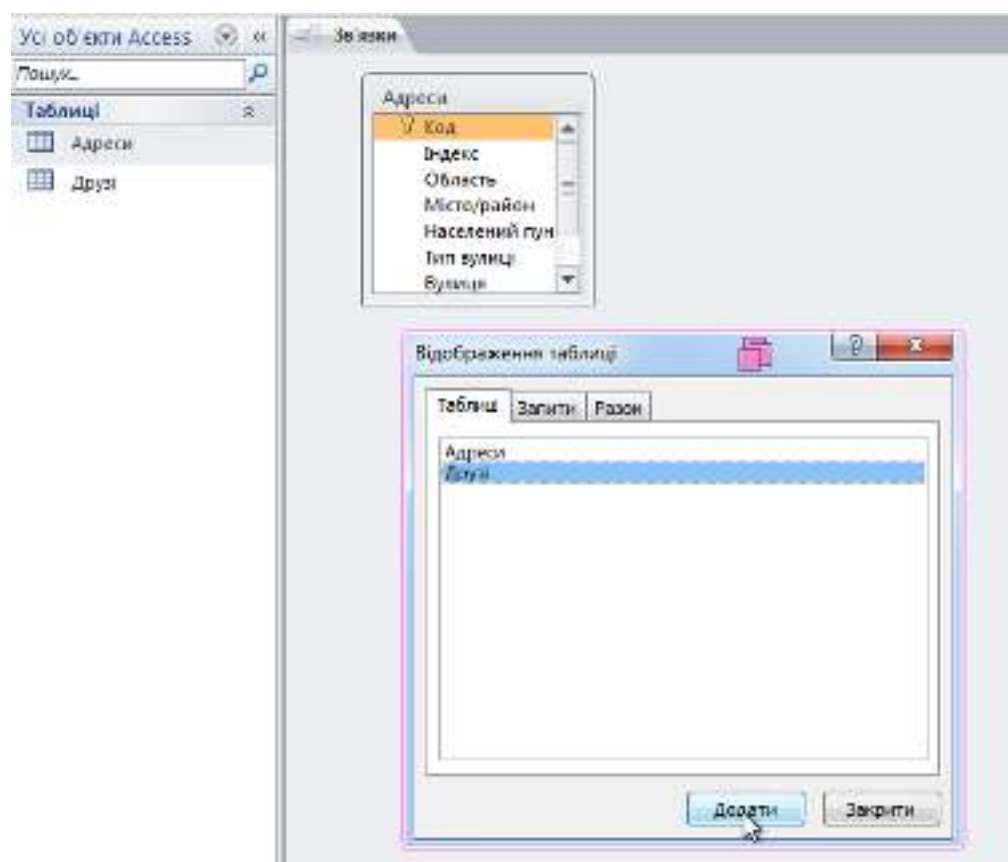 Усі об'єкти Access
Пошук...
Таблиці
Адреси
Друзі
Зв'язки
Адреси
Код
Індекс
Область
Місто/район
Населений пун
Тип вулиці
Вулиця
Відображення таблиці
Таблиці Запити Разом
Адреси
Друзі
Додати Закрити